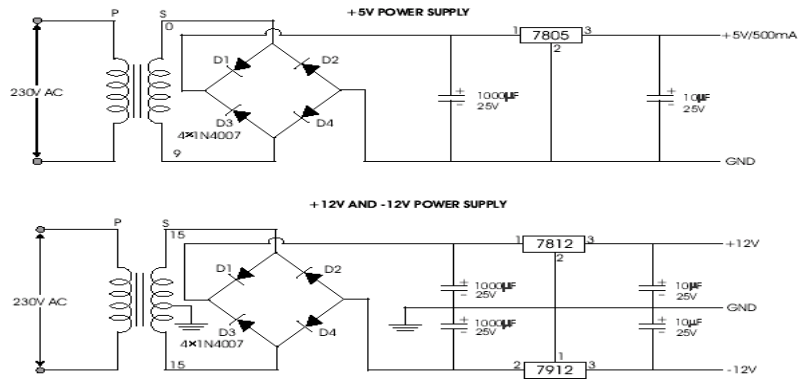 +5V POWER SUPPLY
P S
0
1 7805 3
+5V/500mA
2
D1 D2
230V AC
+ 1000µF
– 25V
+ 10µF
– 25V
D3 D4
4×1N4007
9
GND
+12V AND -12V POWER SUPPLY
P S
15
1 7812 3
+12V
2
D1 D2
+ 1000µF
– 25V
+ 10µF
– 25V
230V AC
GND
+ 1000µF
– 25V
+ 10µF
– 25V
D3 D4
4×1N4007
15
1
2 7912 3
-12V